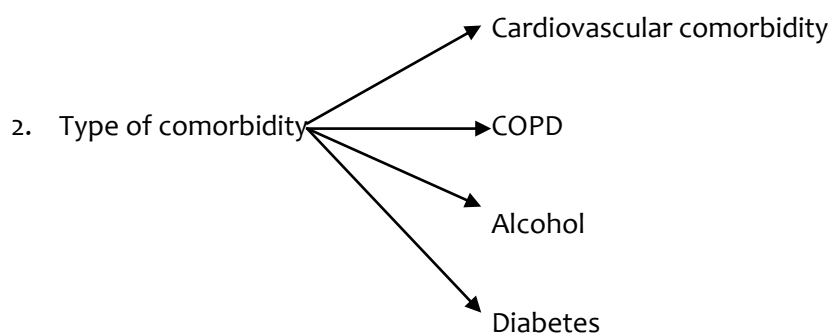 Cardiovascular comorbidity
2. Type of comorbidity
COPD
Alcohol
Diabetes